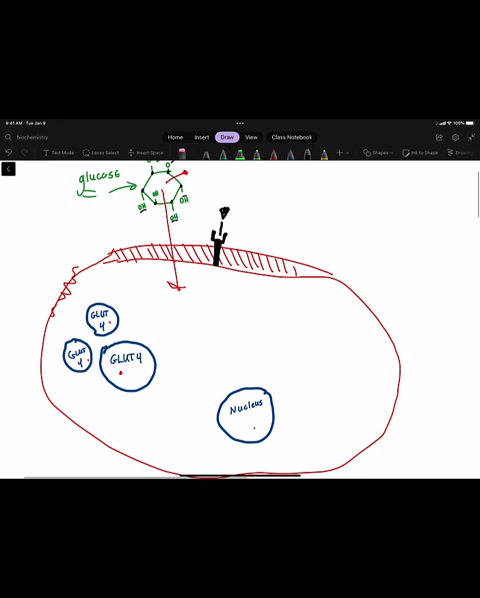 9:41 AM Tue Jan 9
100%
biochemistry
Home Insert Draw View Class Notebook
Text Mode Lasso Select Insert Space Shapes Ink to Shape
glucose
OH
OH
OH
OH
GLUT
4
GLUT
4
GLUT4
Nucleus